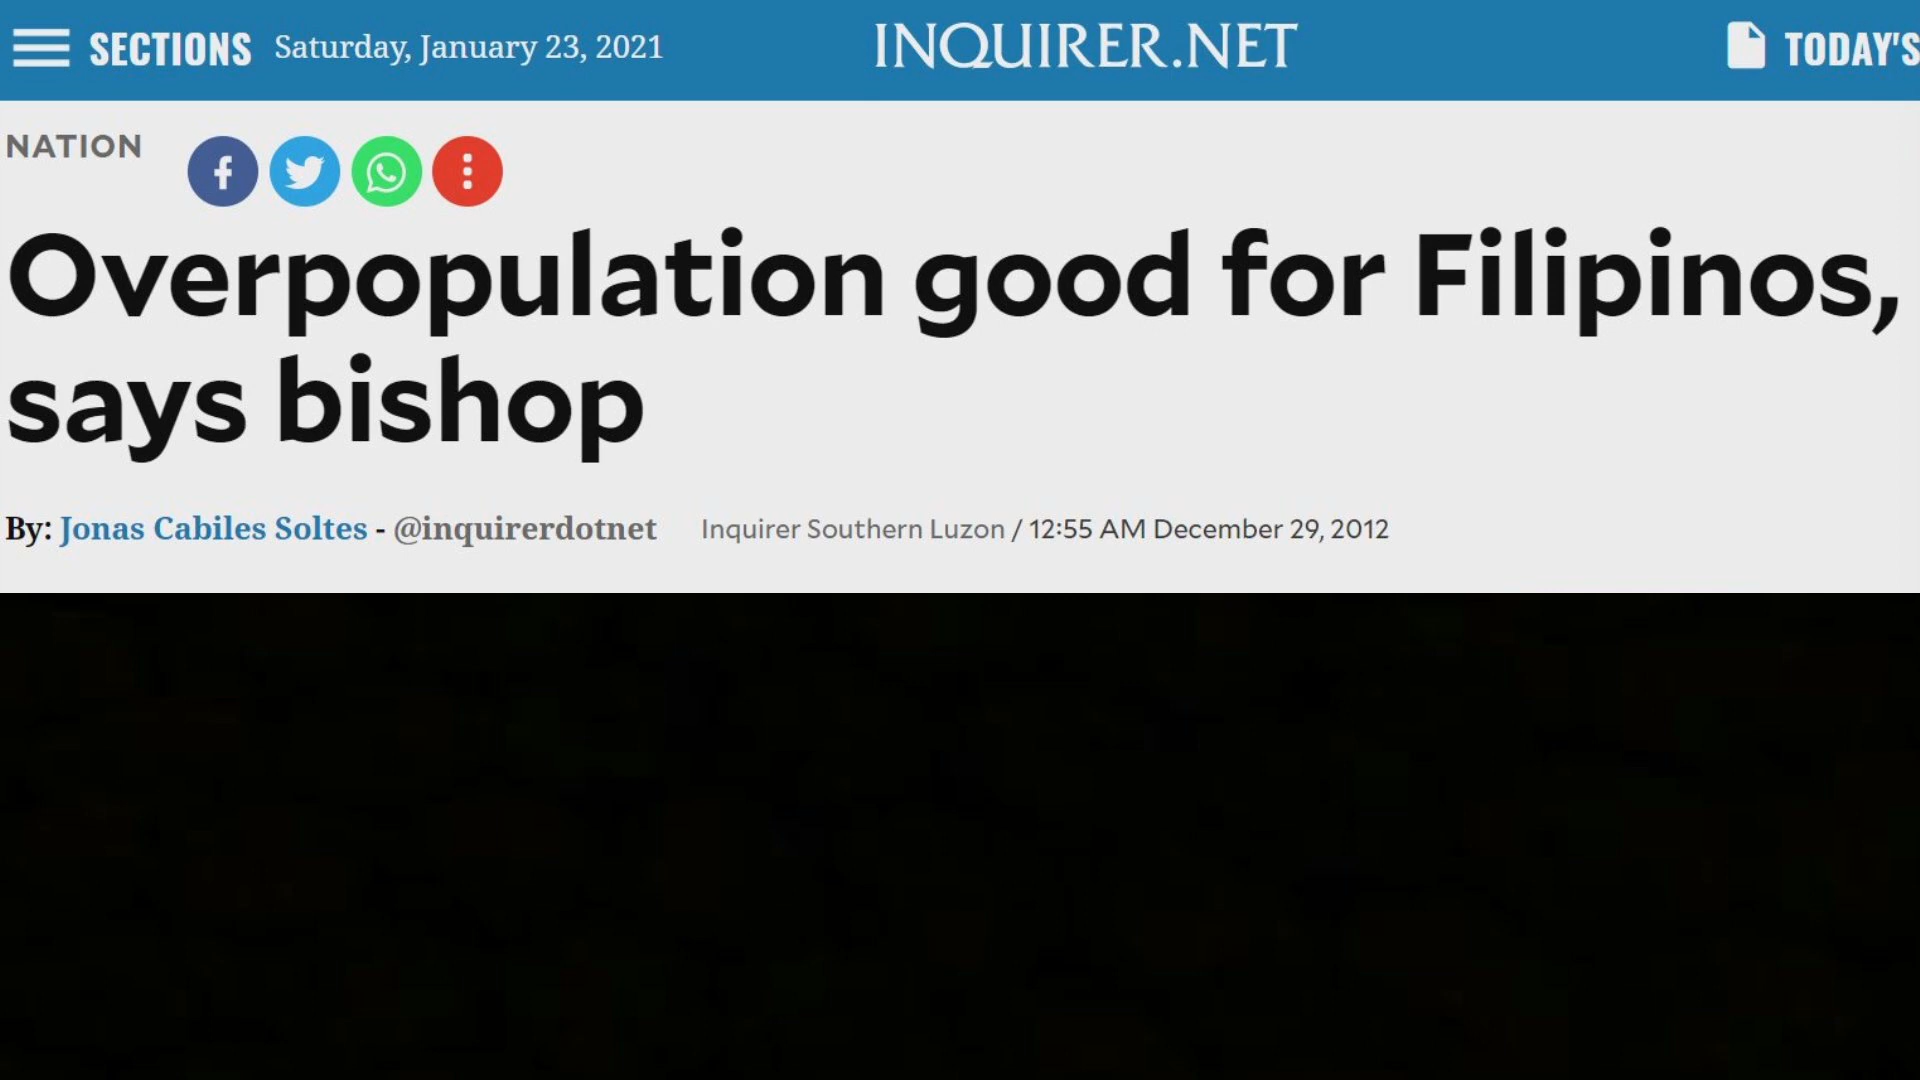 SECTIONS Saturday, January 23, 2021 INQUIRER.NET TODAY'S
NATION
Overpopulation good for Filipinos,
says bishop
By: Jonas Cabiles Soltes - @inquirerdotnet Inquirer Southern Luzon / 12:55 AM December 29, 2012